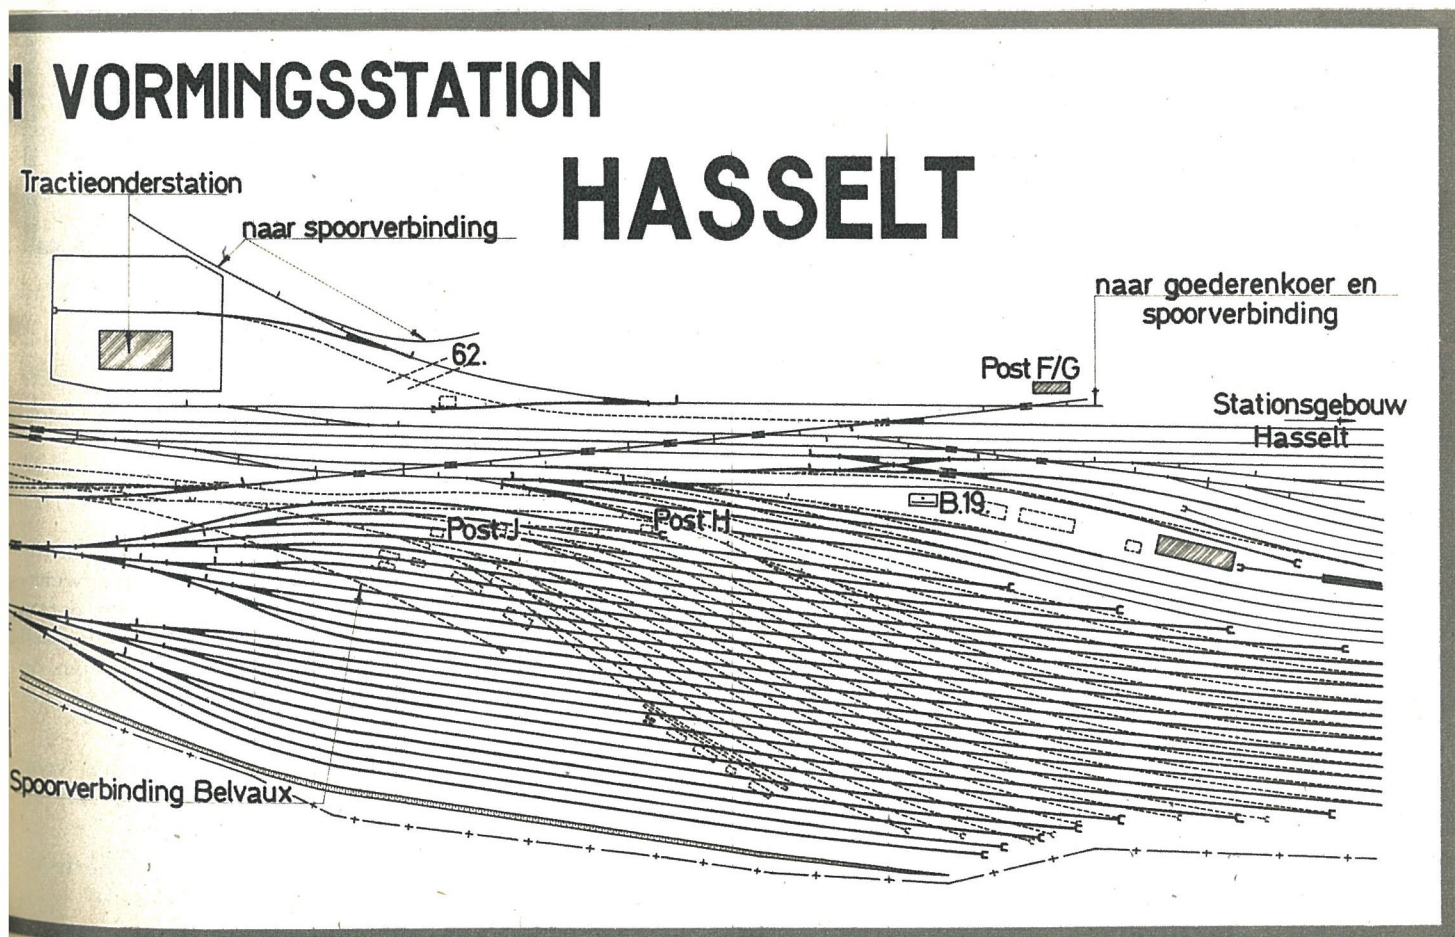 VORMINGSSTATION
HASSELT
Tractieonderstation
naar spoorverbinding
62.
naar goederenkoer en
spoorverbinding
Post F/G
Stationsgebouw
Hasselt
B.19.
Post J
Post H
Spoorverbinding Belvaux